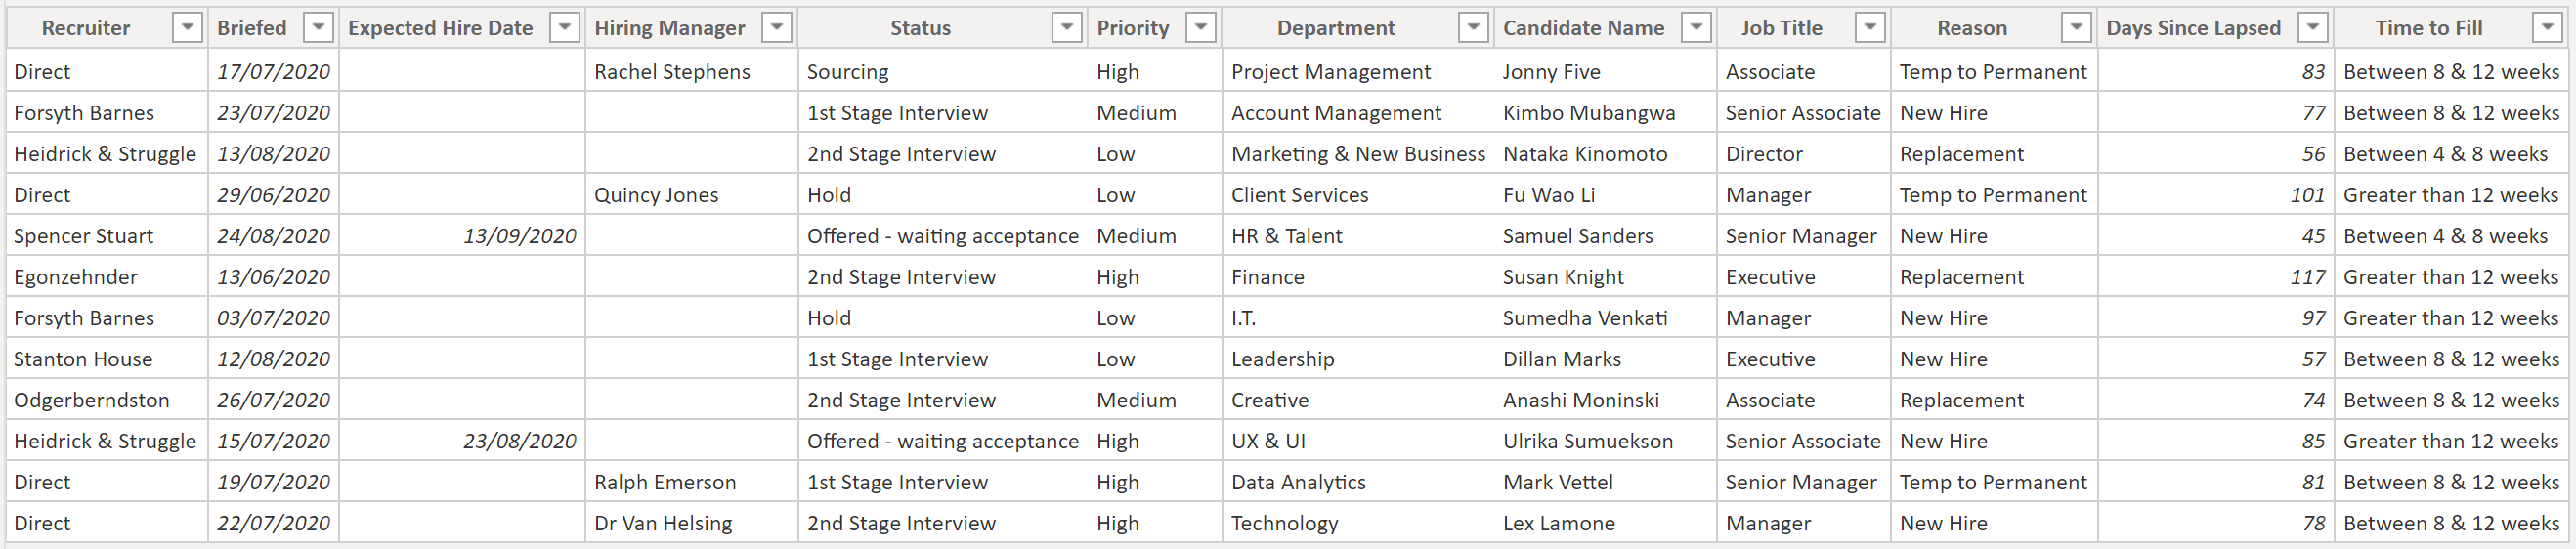 Recruiter Briefed Expected Hire Date Hiring Manager Status Priority Department Candidate Name Job Title Reason Days Since Lapsed Time to Fill
Direct 17/07/2020 Rachel Stephens Sourcing High Project Management Jonny Five Associate Temp to Permanent 83 Between 8 & 12 weeks
Forsyth Barnes 23/07/2020 1st Stage Interview Medium Account Management Kimbo Mubangwa Senior Associate New Hire 77 Between 8 & 12 weeks
Heidrick & Struggle 13/08/2020 2nd Stage Interview Low Marketing & New Business Nataka Kinomoto Director Replacement 56 Between 4 & 8 weeks
Direct 29/06/2020 Quincy Jones Hold Low Client Services Fu Wao Li Manager Temp to Permanent 101 Greater than 12 weeks
Spencer Stuart 24/08/2020 13/09/2020 Offered - waiting acceptance Medium HR & Talent Samuel Sanders Senior Manager New Hire 45 Between 4 & 8 weeks
Egonzehnder 13/06/2020 2nd Stage Interview High Finance Susan Knight Executive Replacement 117 Greater than 12 weeks
Forsyth Barnes 03/07/2020 Hold Low I.T. Sumedha Venkati Manager New Hire 97 Greater than 12 weeks
Stanton House 12/08/2020 1st Stage Interview Low Leadership Dillan Marks Executive New Hire 57 Between 8 & 12 weeks
Odgerberndston 26/07/2020 2nd Stage Interview Medium Creative Anashi Moninski Associate Replacement 74 Between 8 & 12 weeks
Heidrick & Struggle 15/07/2020 23/08/2020 Offered - waiting acceptance High UX & UI Ulrika Sumuekson Senior Associate New Hire 85 Greater than 12 weeks
Direct 19/07/2020 Ralph Emerson 1st Stage Interview High Data Analytics Mark Vettel Senior Manager Temp to Permanent 81 Between 8 & 12 weeks
Direct 22/07/2020 Dr Van Helsing 2nd Stage Interview High Technology Lex Lamone Manager New Hire 78 Between 8 & 12 weeks